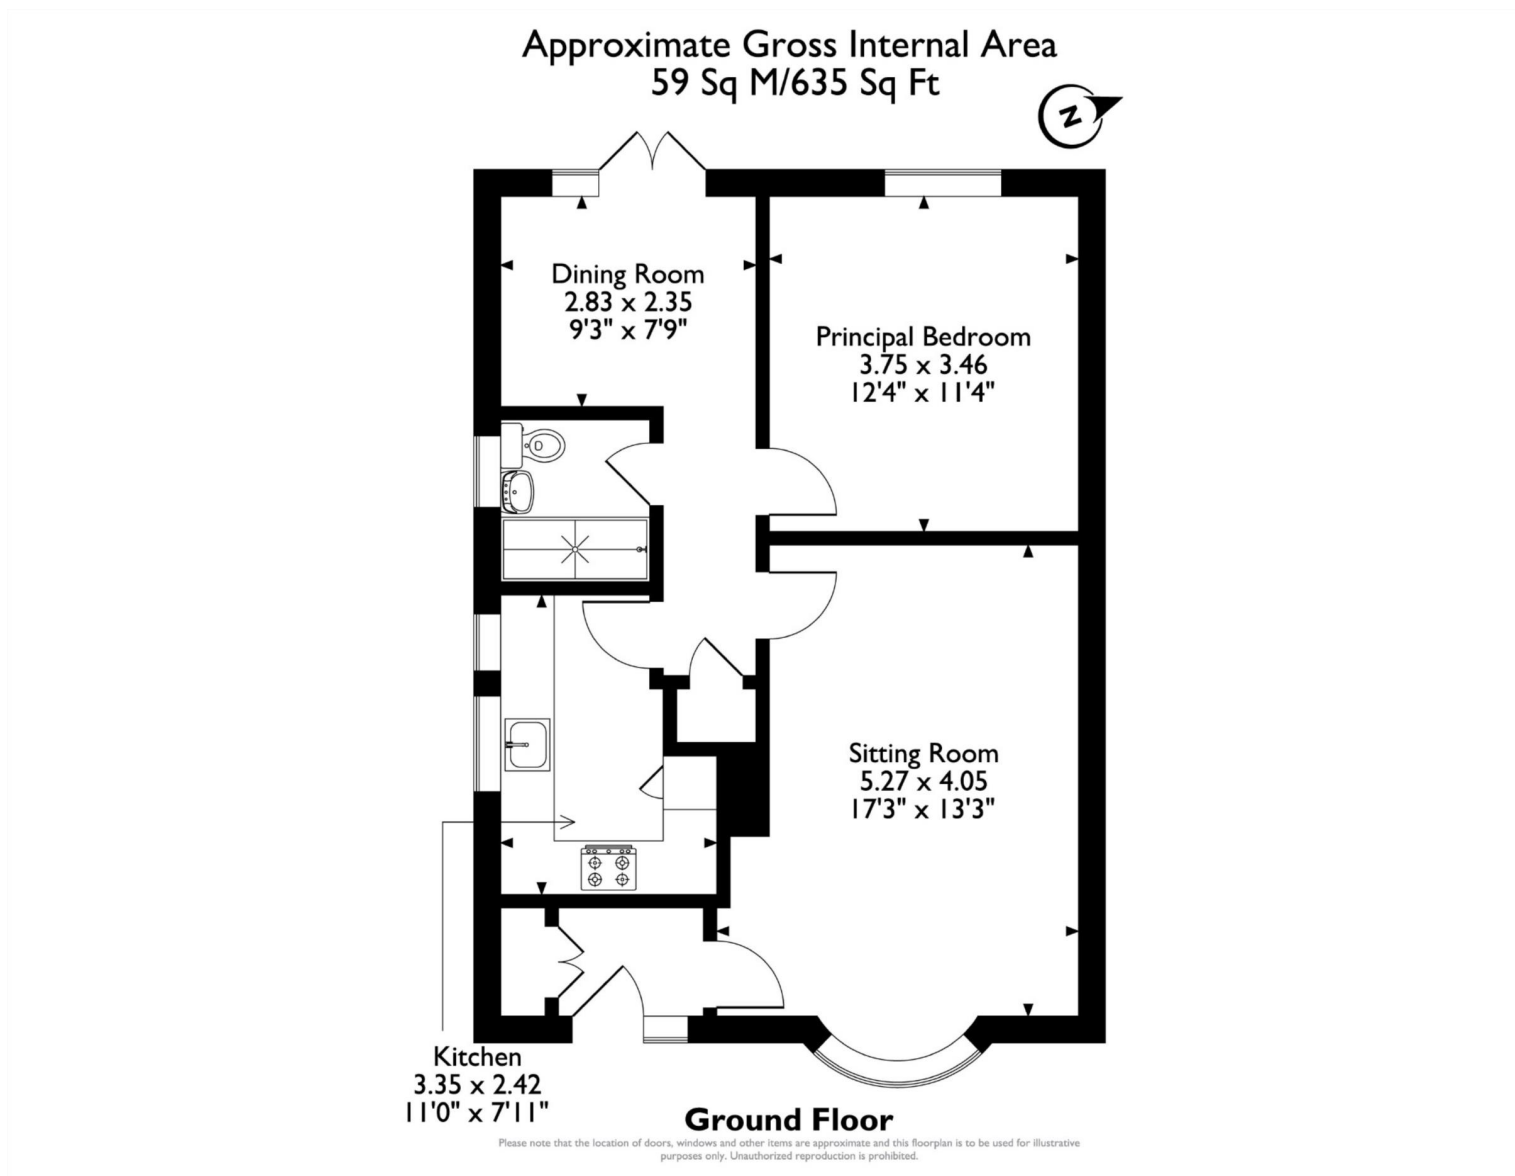 Approximate Gross Internal Area
59 Sq M/635 Sq Ft
N
Dining Room
2.83 x 2.35
9'3" x 7'9"
Principal Bedroom
3.75 x 3.46
12'4" x 11'4"
Sitting Room
5.27 x 4.05
17'3" x 13'3"
Kitchen
3.35 x 2.42
11'0" x 7'11"
Ground Floor
Please note that the location of doors, windows and other items are approximate and this floorplan is to be used for illustrative
purposes only. Unauthorized reproduction is prohibited.